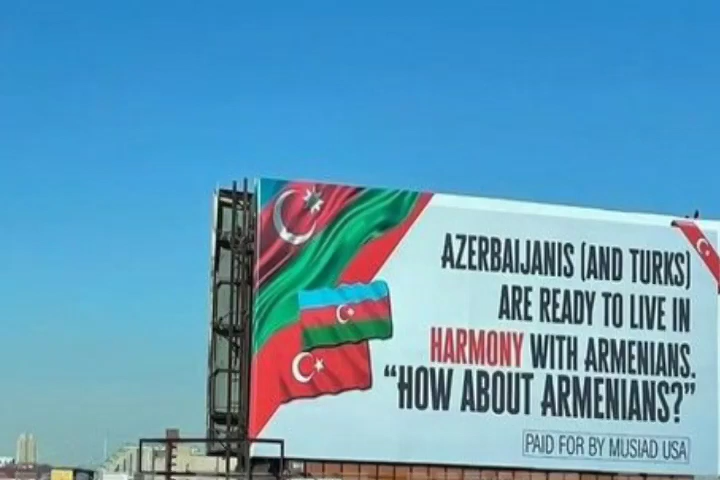 AZERBAIJANIS (AND TURKS)
ARE READY TO LIVE IN
HARMONY WITH ARMENIANS.
“HOW ABOUT ARMENIANS?”
PAID FOR BY MUSIAD USA